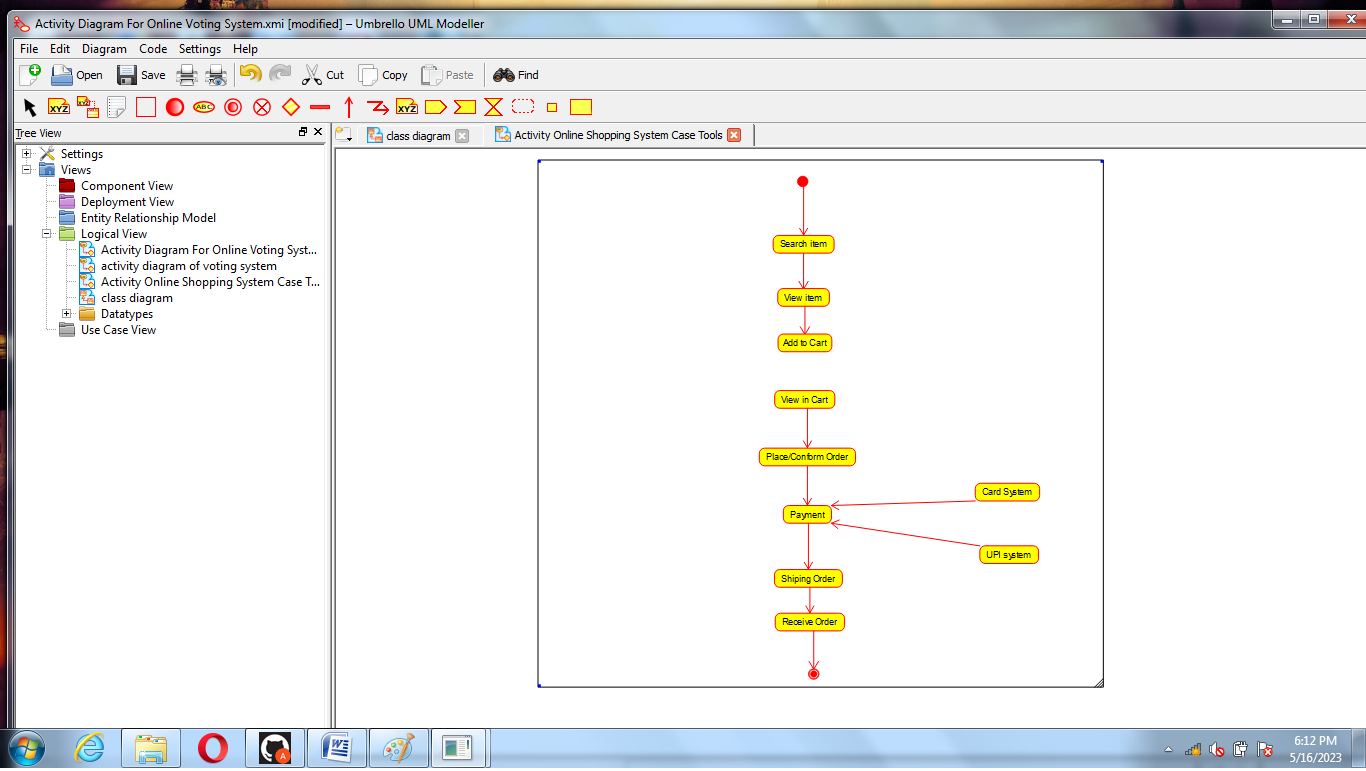 Activity Diagram For Online Voting System.xmi [modified] – Umbrello UML Modeller
File Edit Diagram Code Settings Help
Open Save Cut Copy Paste Find
XYZ XYZ ABC XYZ
Tree View
class diagram Activity Online Shopping System Case Tools
Settings
Views
Component View
Deployment View
Entity Relationship Model
Logical View
Activity Diagram For Online Voting Syst...
activity diagram of voting system
Activity Online Shopping System Case T...
class diagram
Datatypes
Use Case View
Search item
View item
Add to Cart
View in Cart
Place/Conform Order
Card System
Payment
UPI system
Shiping Order
Receive Order
6:12 PM
5/16/2023